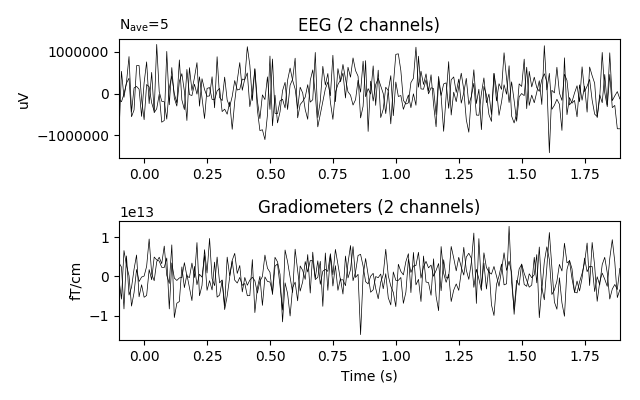 N_ave=5
EEG (2 channels)
1000000
0
−1000000
uV
0.00 0.25 0.50 0.75 1.00 1.25 1.50 1.75
1e13
Gradiometers (2 channels)
1
0
−1
fT/cm
0.00 0.25 0.50 0.75 1.00 1.25 1.50 1.75
Time (s)